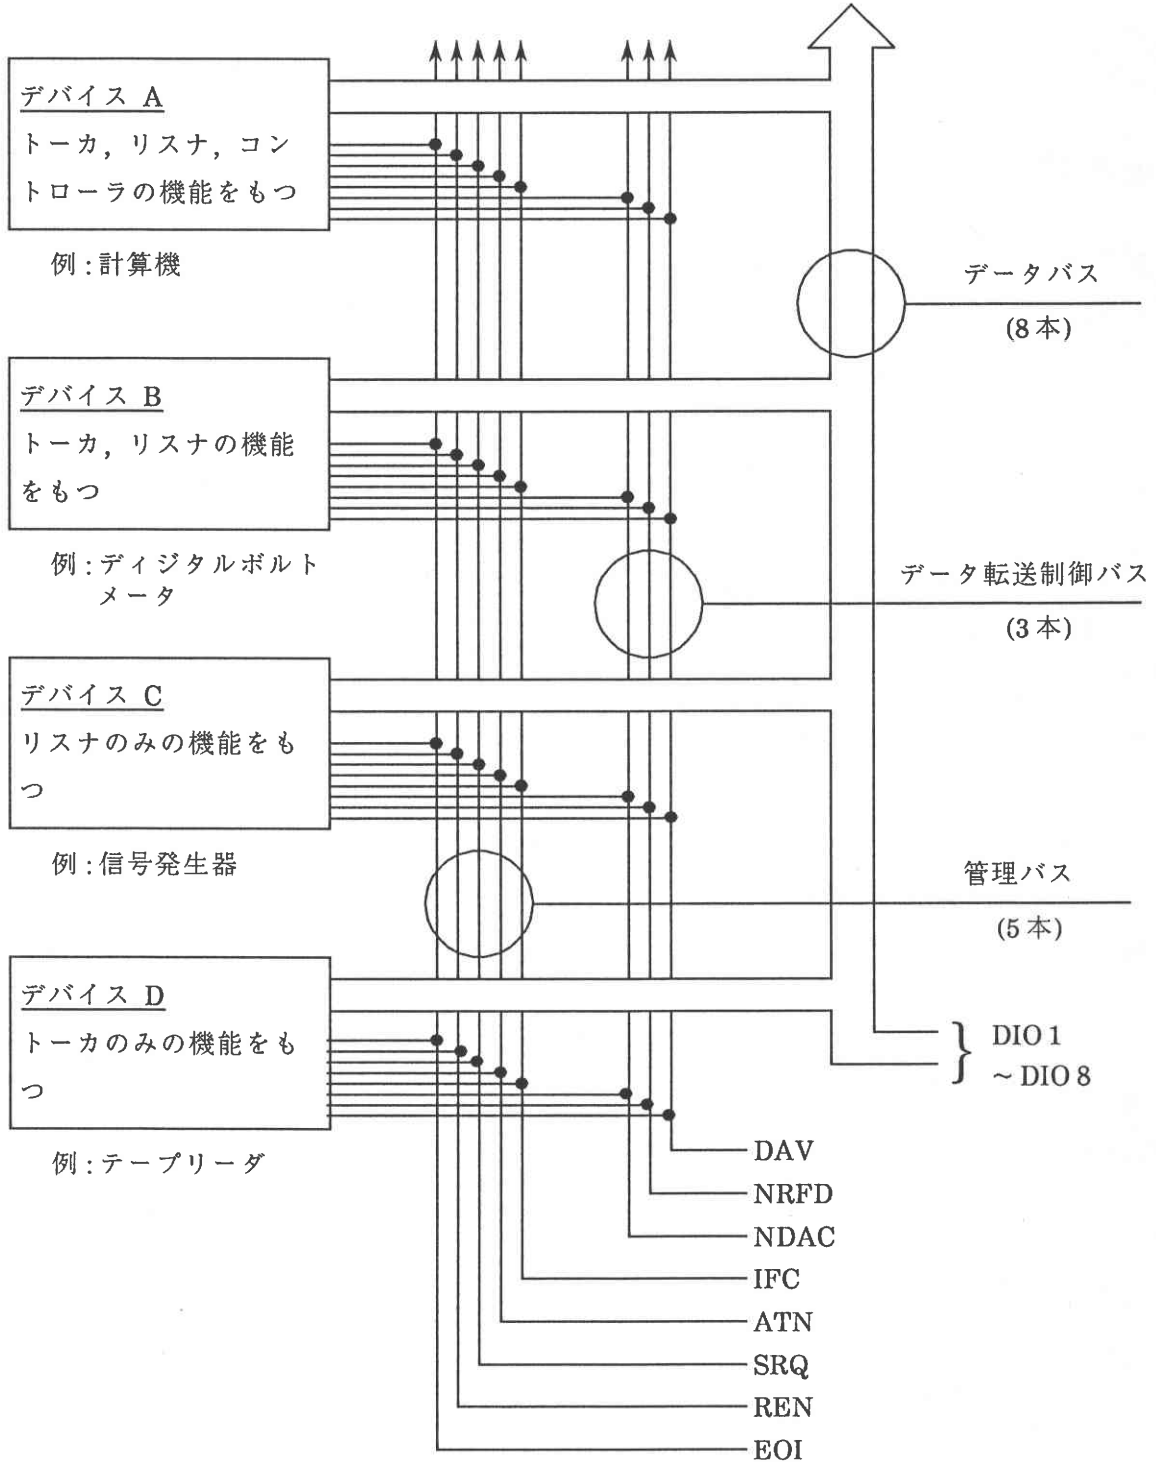 デバイス A
トーカ，リスナ，コン
トローラの機能をもつ
例：計算機
データバス
(8本)
デバイス B
トーカ，リスナの機能
をもつ
例：ディジタルボルト
メータ
データ転送制御バス
(3本)
デバイス C
リスナのみの機能をも
つ
例：信号発生器
管理バス
(5本)
デバイス D
トーカのみの機能をも
つ
例：テープリーダ
DIO 1
～ DIO 8
DAV
NRFD
NDAC
IFC
ATN
SRQ
REN
EOI